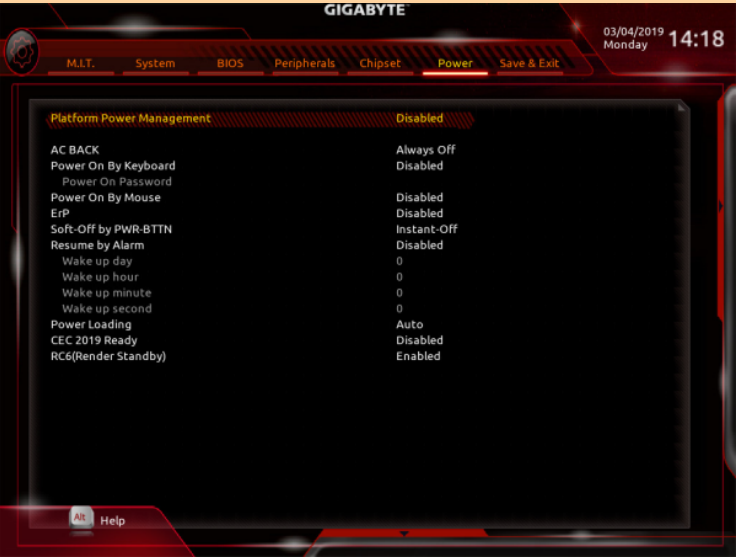 GIGABYTE
03/04/2019 14:18
Monday
M.I.T. System BIOS Peripherals Chipset Power Save & Exit
Platform Power Management Disabled
AC BACK Always Off
Power On By Keyboard Disabled
Power On Password
Power On By Mouse Disabled
ErP Disabled
Soft-Off by PWR-BTTN Instant-Off
Resume by Alarm Disabled
Wake up day 0
Wake up hour 0
Wake up minute 0
Wake up second 0
Power Loading Auto
CEC 2019 Ready Disabled
RC6(Render Standby) Enabled
Alt Help